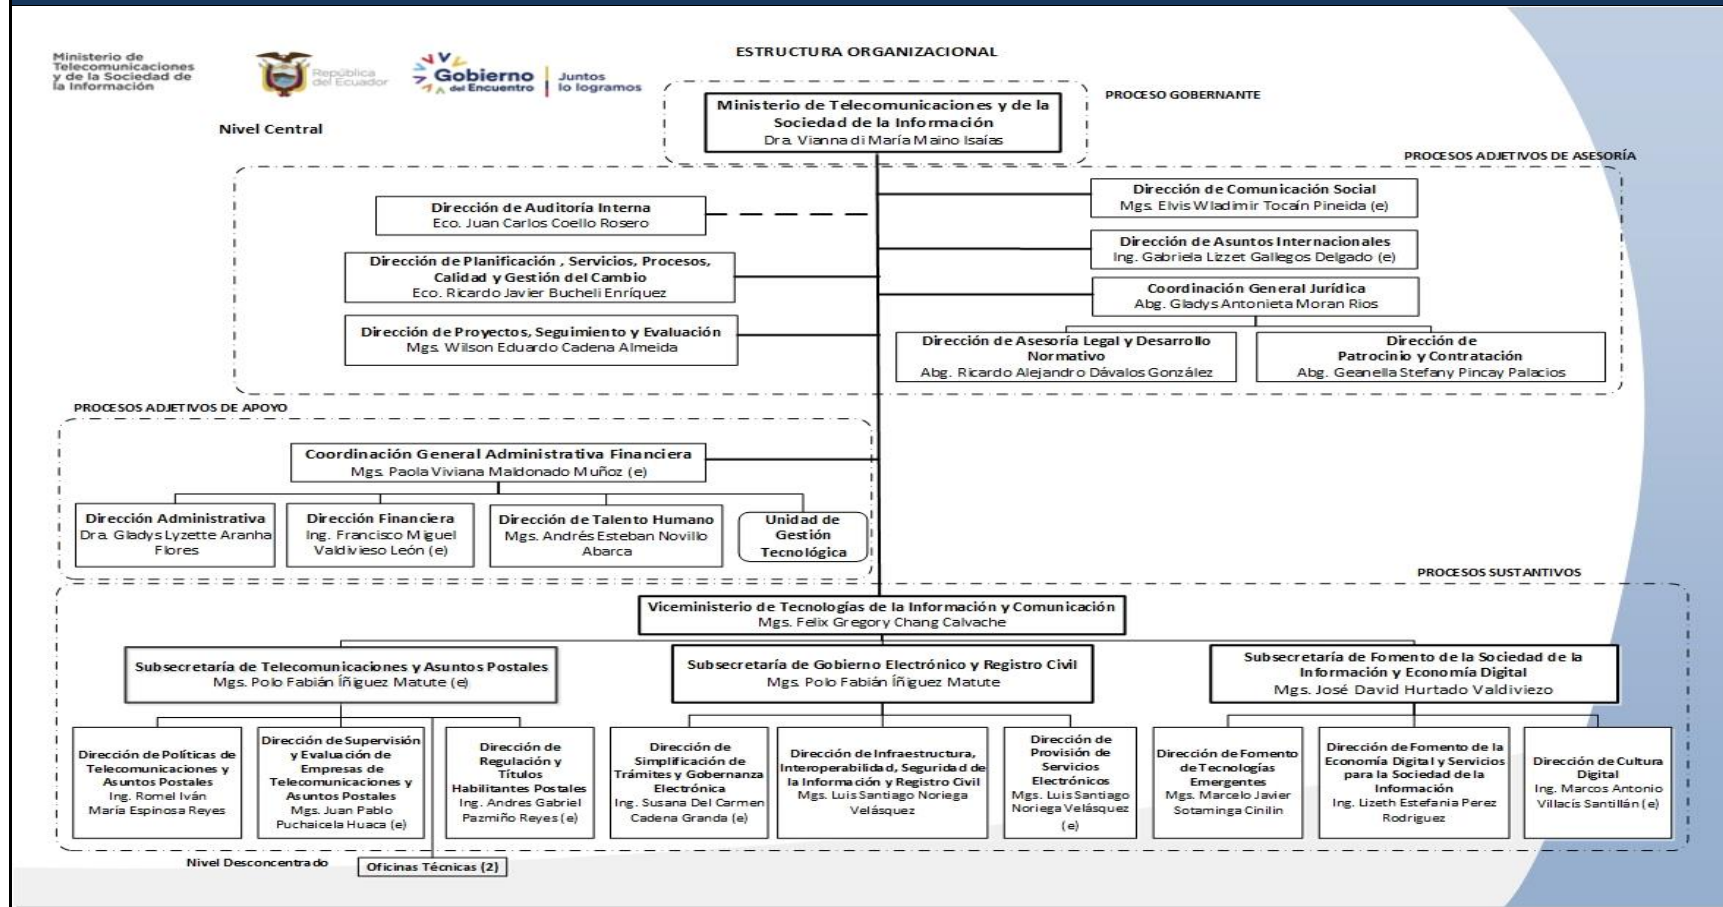 ESTRUCTURA ORGANIZACIONAL
Ministerio de
Telecomunicaciones
y de la Sociedad de
la Información
República
del Ecuador
Gobierno
del Encuentro
Juntos
lo logramos
Nivel Central
PROCESO GOBERNANTE
Ministerio de Telecomunicaciones y de la
Sociedad de la Información
Dra. Vianna di María Maino Isaías
PROCESOS ADJETIVOS DE ASESORÍA
Dirección de Auditoría Interna
Eco. Juan Carlos Coello Rosero
Dirección de Planificación , Servicios, Procesos,
Calidad y Gestión del Cambio
Eco. Ricardo Javier Bucheli Enríquez
Dirección de Proyectos, Seguimiento y Evaluación
Mgs. Wilson Eduardo Cadena Almeida
Dirección de Comunicación Social
Mgs. Elvis Wladimir Tocaín Pineida (e)
Dirección de Asuntos Internacionales
Ing. Gabriela Lizzet Gallegos Delgado (e)
Coordinación General Jurídica
Abg. Gladys Antonieta Moran Rios
Dirección de Asesoría Legal y Desarrollo
Normativo
Abg. Ricardo Alejandro Dávalos González
Dirección de
Patrocinio y Contratación
Abg. Geanella Stefany Pincay Palacios
PROCESOS ADJETIVOS DE APOYO
Coordinación General Administrativa Financiera
Mgs. Paola Viviana Maldonado Muñoz (e)
Dirección Administrativa
Dra. Gladys Lyzette Aranha
Flores
Dirección Financiera
Ing. Francisco Miguel
Valdivieso León (e)
Dirección de Talento Humano
Mgs. Andrés Esteban Novillo
Abarca
Unidad de
Gestión
Tecnológica
PROCESOS SUSTANTIVOS
Viceministerio de Tecnologías de la Información y Comunicación
Mgs. Felix Gregory Chang Calvache
Subsecretaría de Telecomunicaciones y Asuntos Postales
Mgs. Polo Fabián Íñiguez Matute (e)
Subsecretaría de Gobierno Electrónico y Registro Civil
Mgs. Polo Fabián Íñiguez Matute
Subsecretaría de Fomento de la Sociedad de la
Información y Economía Digital
Mgs. José David Hurtado Valdiviezo
Dirección de Políticas de
Telecomunicaciones y
Asuntos Postales
Ing. Romel Iván
María Espinosa Reyes
Dirección de Supervisión
y Evaluación de
Empresas de
Telecomunicaciones y
Asuntos Postales
Mgs. Juan Pablo
Puchaicela Huaca (e)
Dirección de
Regulación y
Títulos
Habilitantes Postales
Ing. Andres Gabriel
Pazmiño Reyes (e)
Dirección de
Simplificación de
Trámites y Gobernanza
Electrónica
Ing. Susana Del Carmen
Cadena Granda (e)
Dirección de Infraestructura,
Interoperabilidad, Seguridad de
la Información y Registro Civil
Mgs. Luis Santiago Noriega
Velásquez
Dirección de
Provisión de
Servicios
Electrónicos
Mgs. Luis Santiago
Noriega Velásquez
(e)
Dirección de Fomento
de Tecnologías
Emergentes
Mgs. Marcelo Javier
Sotaminga Cinilin
Dirección de Fomento de la
Economía Digital y Servicios
para la Sociedad de la
Información
Ing. Lizeth Estefania Perez
Rodriguez
Dirección de Cultura
Digital
Ing. Marcos Antonio
Villacís Santillán (e)
Nivel Desconcentrado
Oficinas Técnicas (2)